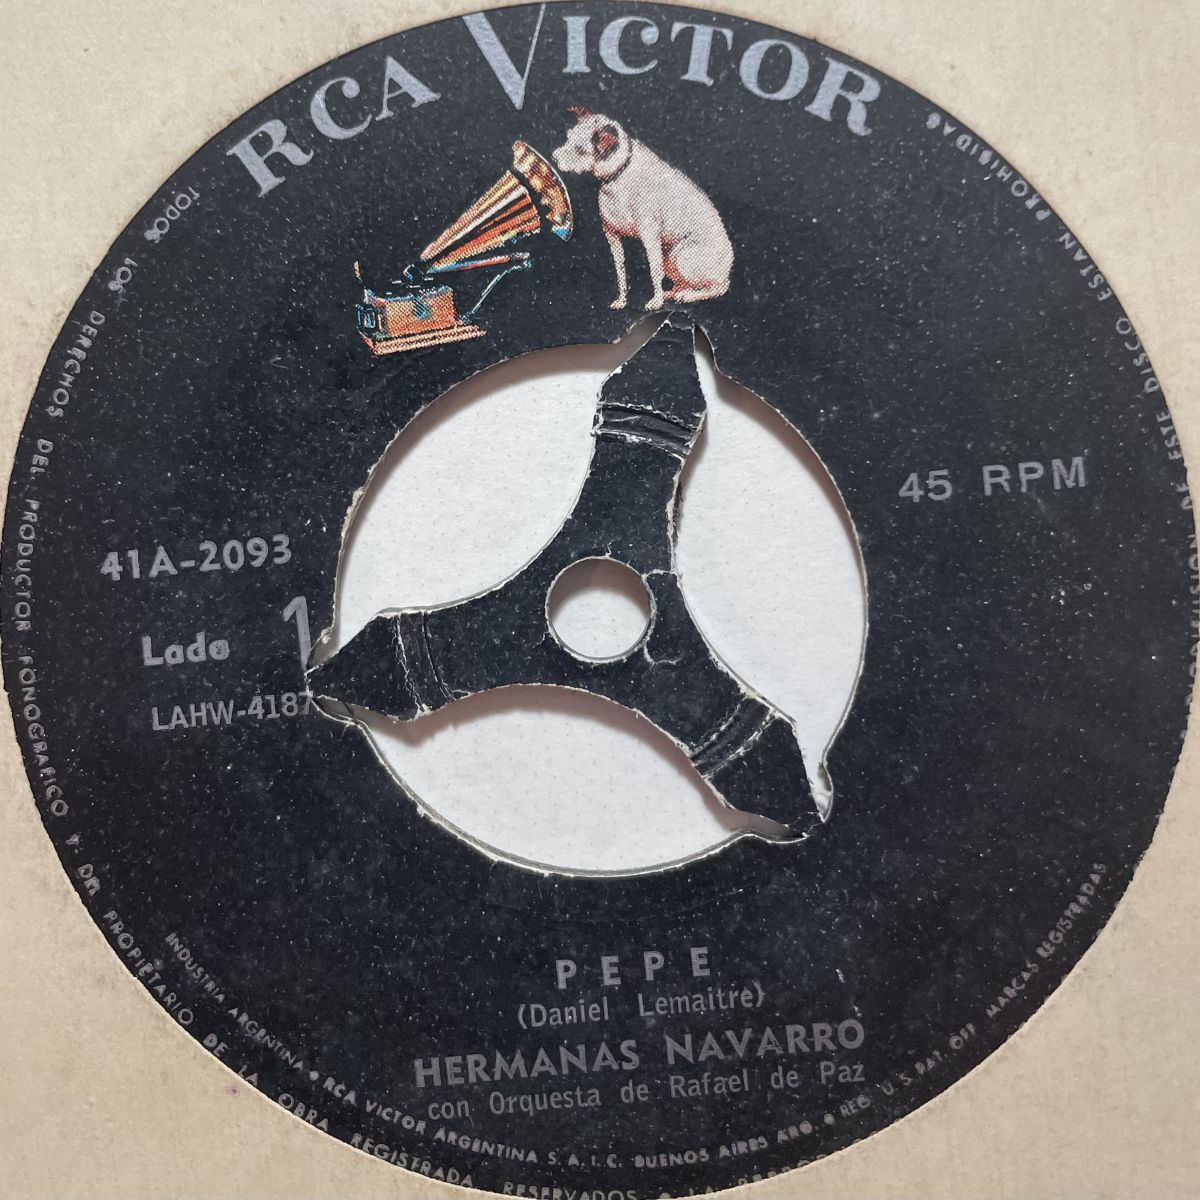 RCA VICTOR
45 RPM
41A-2093
Lado 1
LAHW-4187
PEPE
(Daniel Lemaitre)
HERMANAS NAVARRO
con Orquesta de Rafael de Paz
INDUSTRIA ARGENTINA • RCA VICTOR ARGENTINA S.A.I.C. BUENOS AIRES ARG. • REG. U.S. PAT. OFF. MARCAS REGISTRADAS
TODOS LOS DERECHOS DEL PRODUCTOR FONOGRAFICO Y DEL PROPIETARIO DE LA OBRA REGISTRADA RESERVADOS • LA
DE ESTE DISCO ESTAN PROHIBIDAS